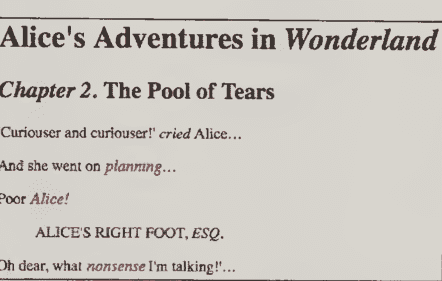 Alice's Adventures in Wonderland
Chapter 2. The Pool of Tears
'Curiouser and curiouser!' cried Alice...
And she went on planning...
Poor Alice!
ALICE'S RIGHT FOOT, ESQ.
Oh dear, what nonsense I'm talking!'...